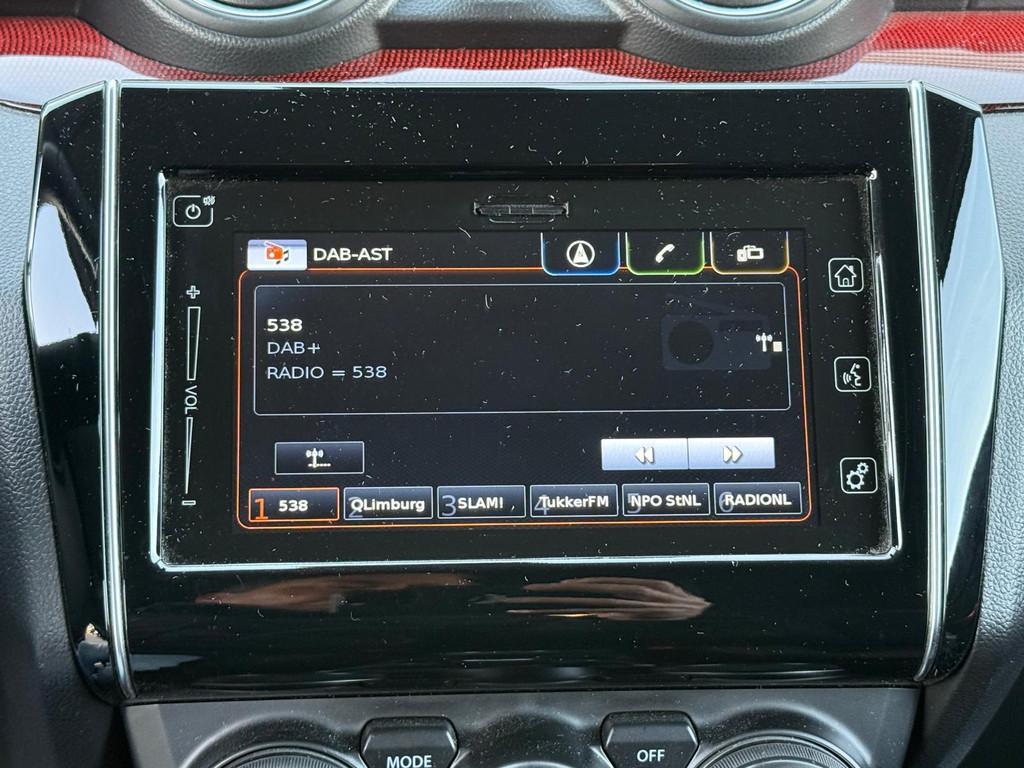 DAB-AST
538
DAB+
RADIO = 538
+
VOL
-
1 538
2 QLimburg
3 SLAM!
4 TukkerFM
5 NPO StNL
6 RADIONL
MODE
OFF